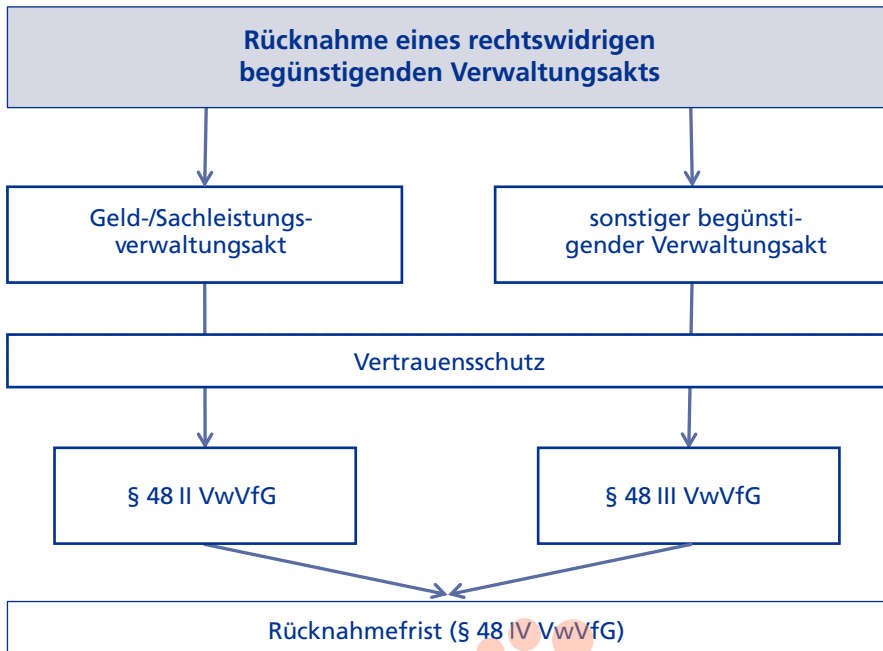 Rücknahme eines rechtswidrigen
begünstigenden Verwaltungsakts
Geld-/Sachleistungs-
verwaltungsakt
sonstiger begünsti-
gender Verwaltungsakt
Vertrauensschutz
§ 48 II VwVfG
§ 48 III VwVfG
Rücknahmefrist (§ 48 IV VwVfG)